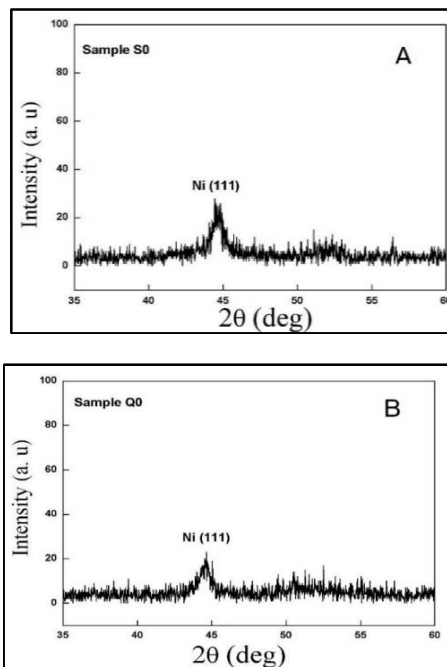 100
Sample S0
A
80
60
40
Ni (111)
20
0
Intensity (a. u)
35 40 45 50 55 60
2θ (deg)
100
Sample Q0
B
80
60
40
Ni (111)
20
0
Intensity (a. u)
35 40 45 50 55 60
2θ (deg)